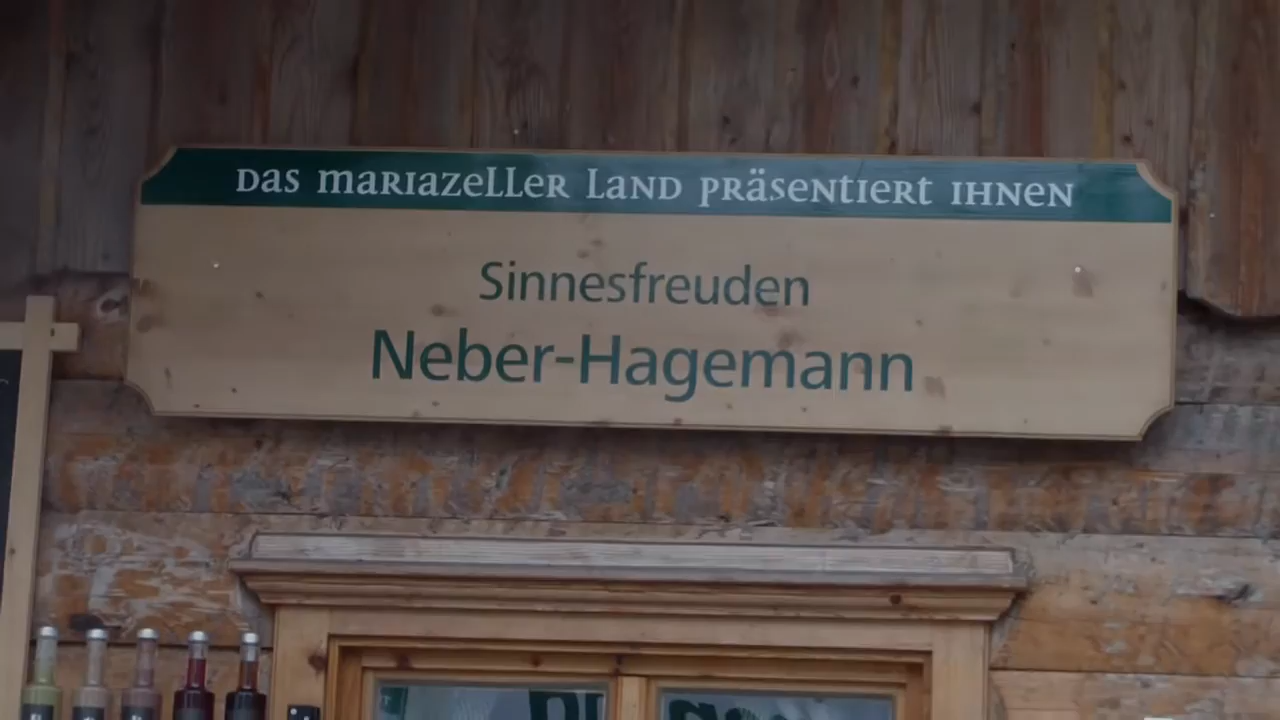 Das Mariazeller Land präsentiert Ihnen
Sinnesfreuden
Neber-Hagemann